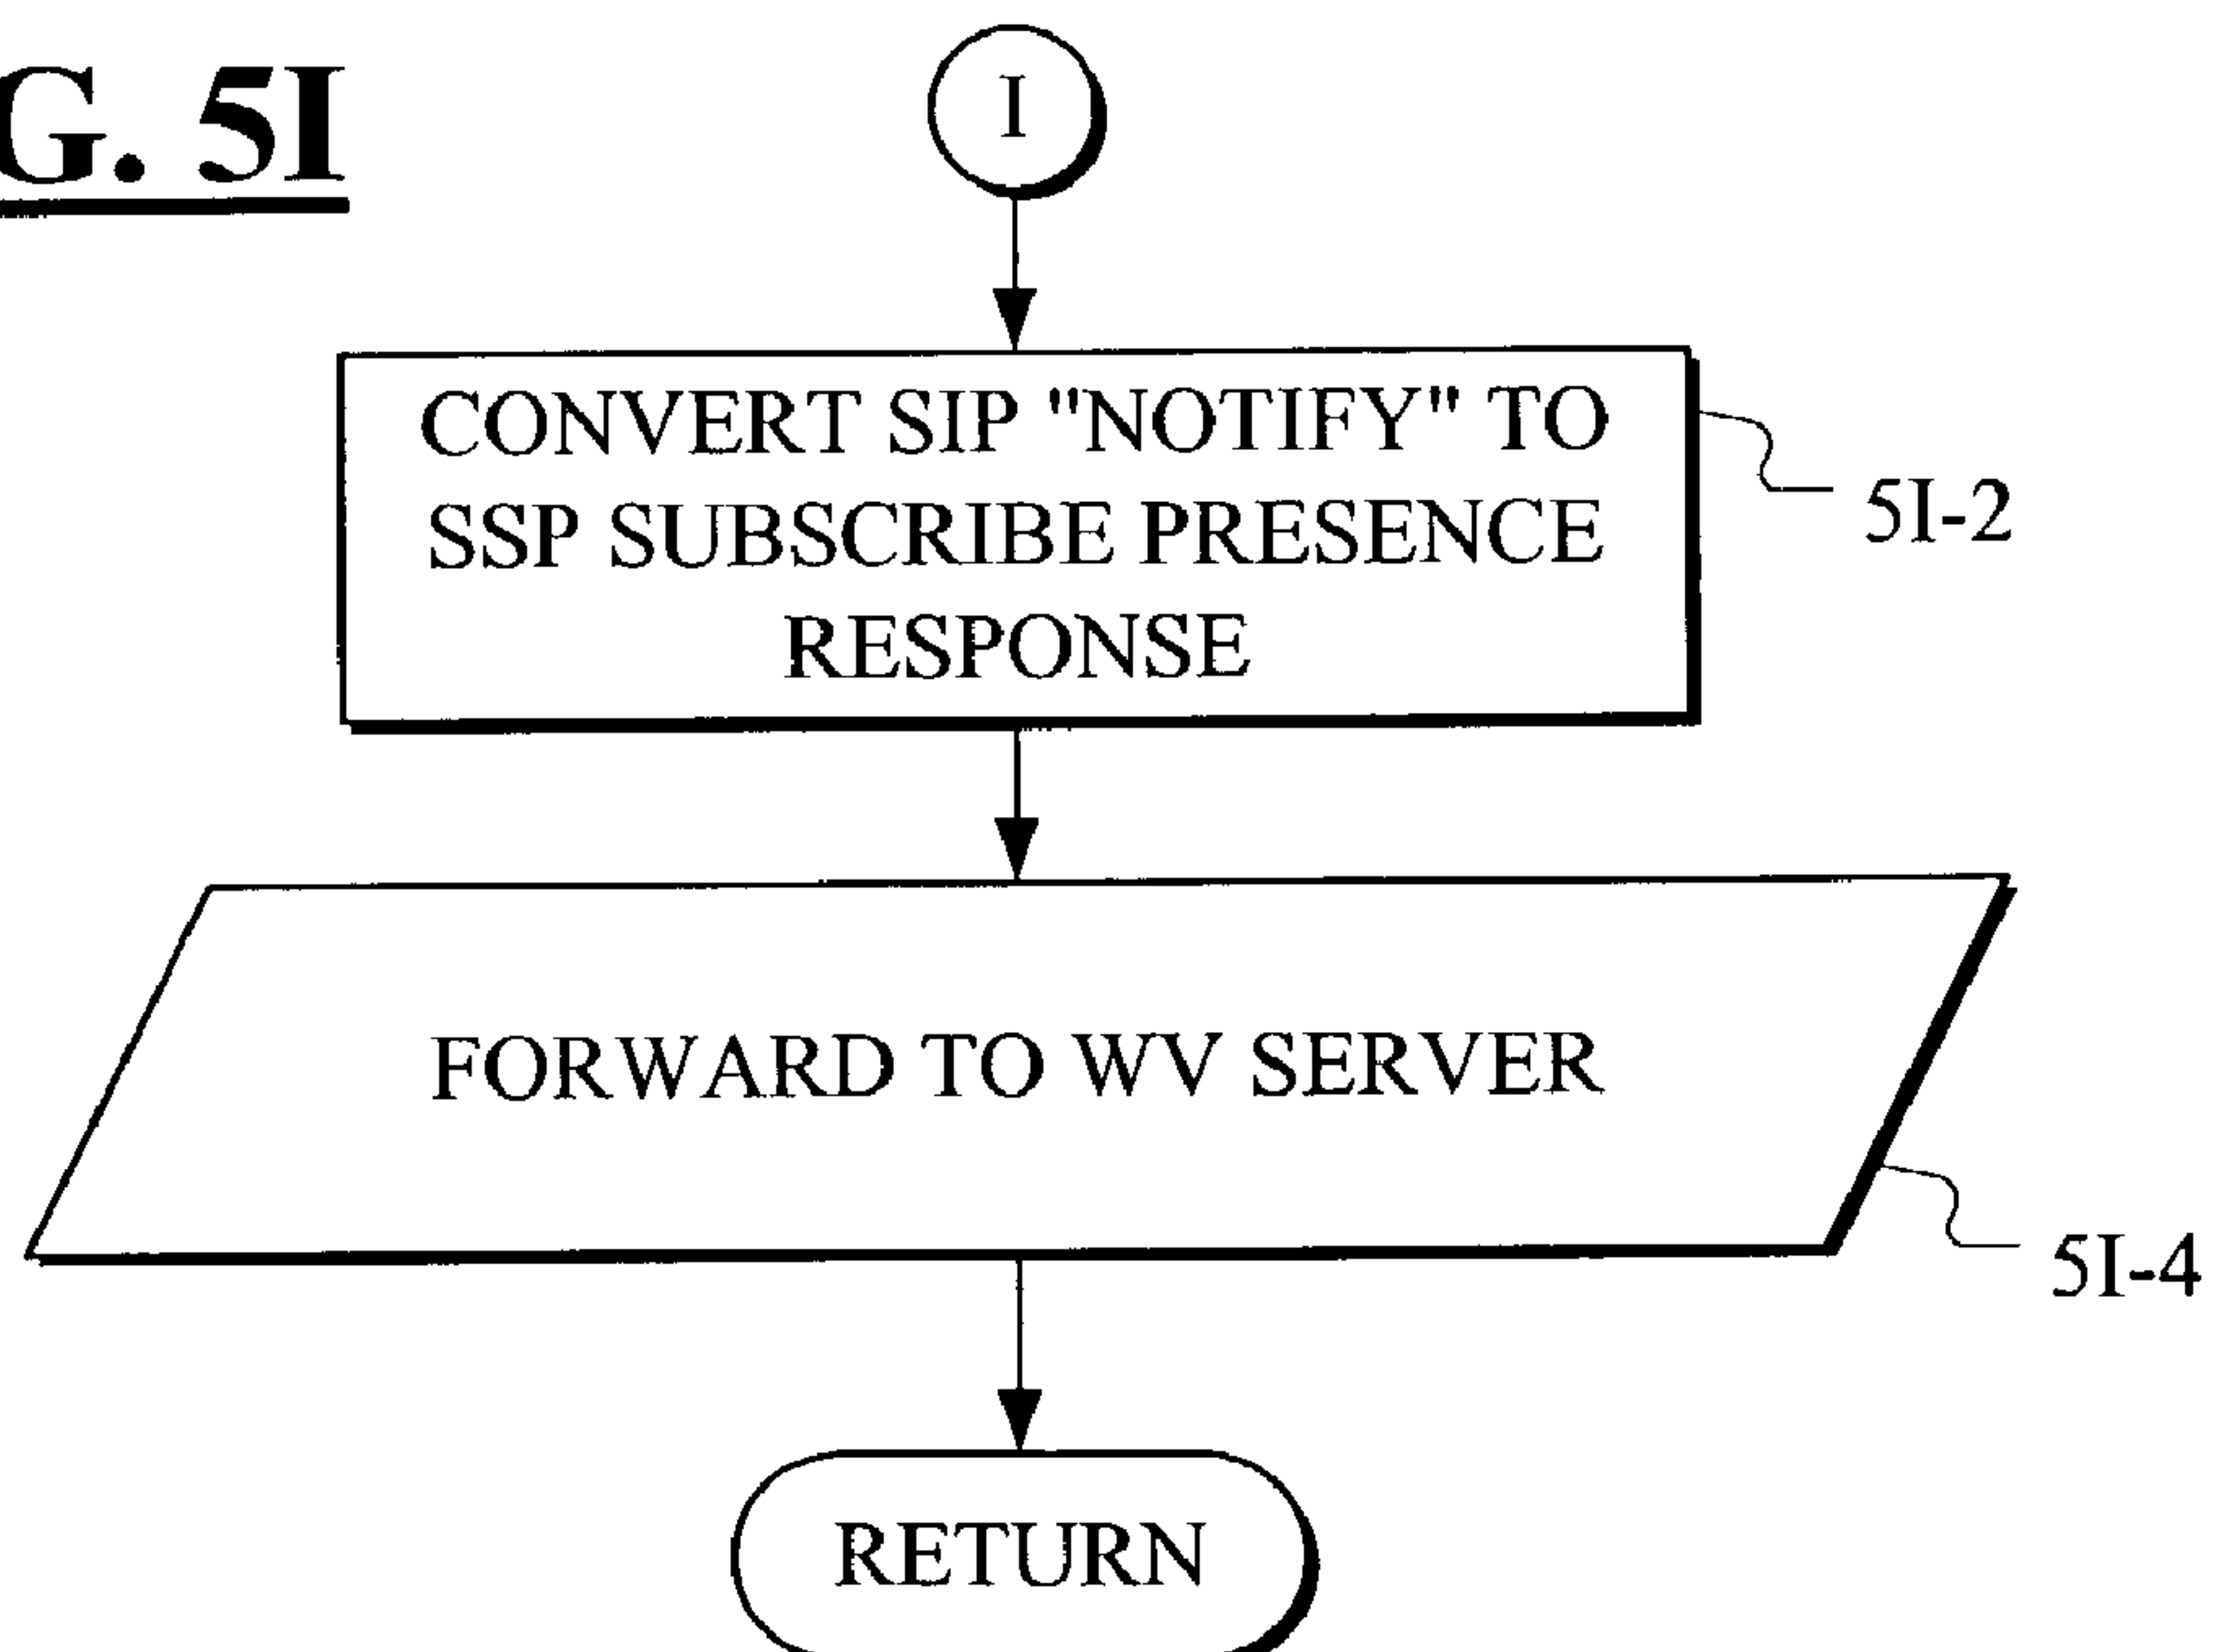 G. 5I
I
CONVERT SIP "NOTIFY" TO
SSP SUBSCRIBE PRESENCE
RESPONSE
5I-2
FORWARD TO WV SERVER
5I-4
RETURN